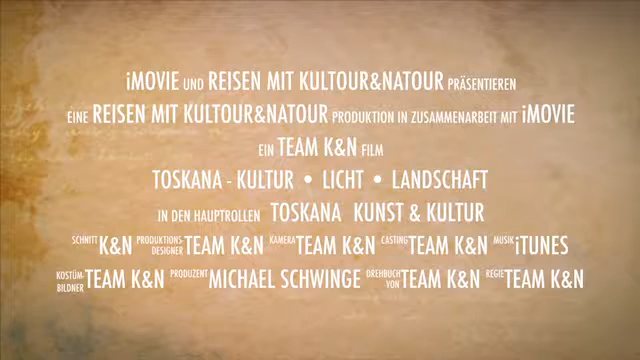 iMOVIE UND REISEN MIT KULTOUR&NATOUR PRÄSENTIEREN
EINE REISEN MIT KULTOUR&NATOUR PRODUKTION IN ZUSAMMENARBEIT MIT iMOVIE
EIN TEAM K&N FILM
TOSKANA - KULTUR • LICHT • LANDSCHAFT
IN DEN HAUPTROLLEN TOSKANA KUNST & KULTUR
SCHNITT K&N PRODUKTIONS DESIGNER TEAM K&N KAMERA TEAM K&N CASTING TEAM K&N MUSIK iTUNES
KOSTÜM- BILDNER TEAM K&N PRODUZENT MICHAEL SCHWINGE DREHBUCH VON TEAM K&N REGIE TEAM K&N